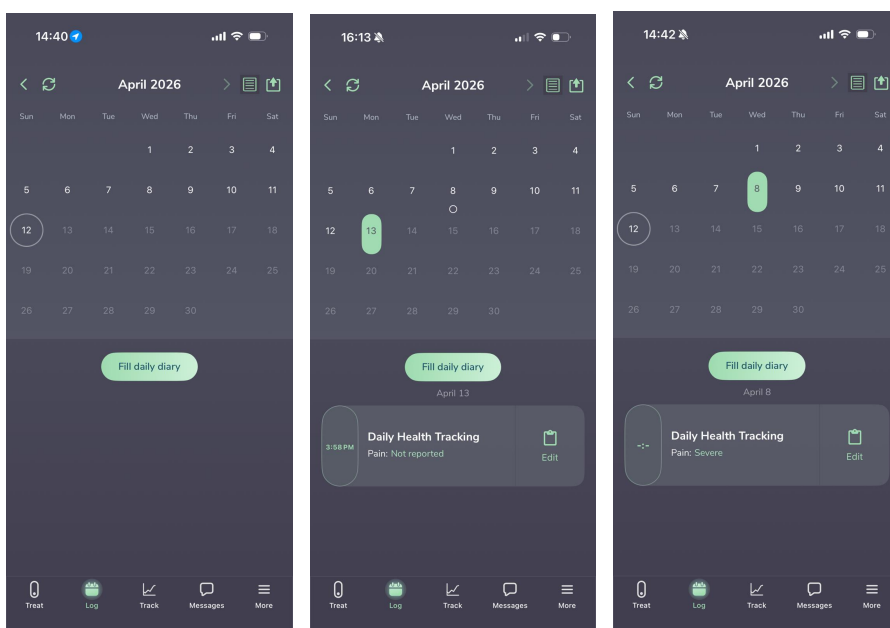 14:40
April 2026
Sun Mon Tue Wed Thu Fri Sat
1 2 3 4
5 6 7 8 9 10 11
12 13 14 15 16 17 18
19 20 21 22 23 24 25
26 27 28 29 30
Fill daily diary
Treat Log Track Messages More
16:13
April 2026
Sun Mon Tue Wed Thu Fri Sat
1 2 3 4
5 6 7 8 9 10 11
12 13 14 15 16 17 18
19 20 21 22 23 24 25
26 27 28 29 30
Fill daily diary
April 13
3:58 PM
Daily Health Tracking
Pain: Not reported
Edit
Treat Log Track Messages More
14:42
April 2026
Sun Mon Tue Wed Thu Fri Sat
1 2 3 4
5 6 7 8 9 10 11
12 13 14 15 16 17 18
19 20 21 22 23 24 25
26 27 28 29 30
Fill daily diary
April 8
-:-
Daily Health Tracking
Pain: Severe
Edit
Treat Log Track Messages More